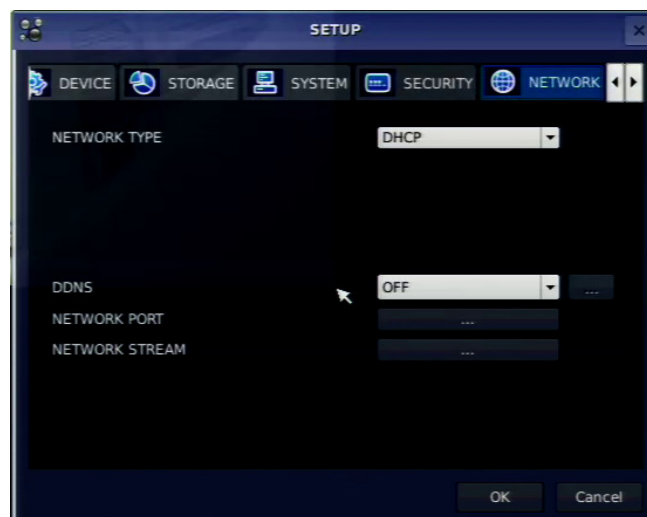 SETUP
DEVICE STORAGE SYSTEM SECURITY NETWORK
NETWORK TYPE DHCP
DDNS OFF ...
NETWORK PORT ...
NETWORK STREAM ...
OK Cancel